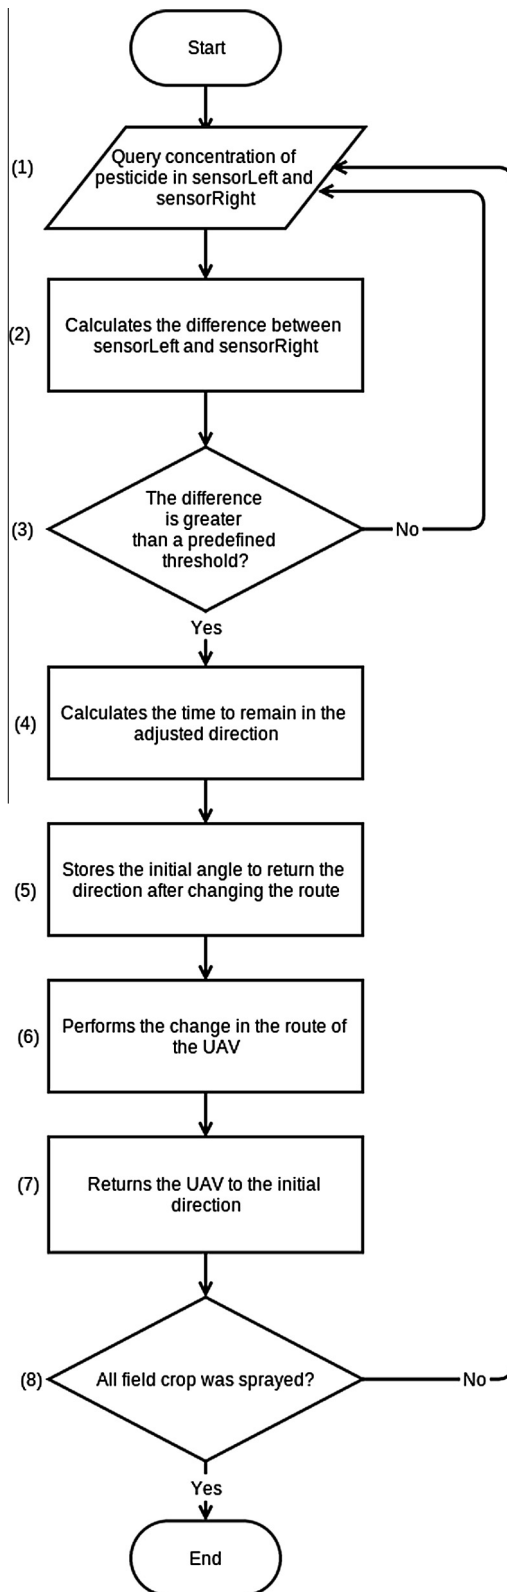 Start
(1)
Query concentration of
pesticide in sensorLeft and
sensorRight
(2)
Calculates the difference between
sensorLeft and sensorRight
(3)
The difference
is greater
than a predefined
threshold?
No
Yes
(4)
Calculates the time to remain in the
adjusted direction
(5)
Stores the initial angle to return the
direction after changing the route
(6)
Performs the change in the route of
the UAV
(7)
Returns the UAV to the initial
direction
(8)
All field crop was sprayed?
No
Yes
End